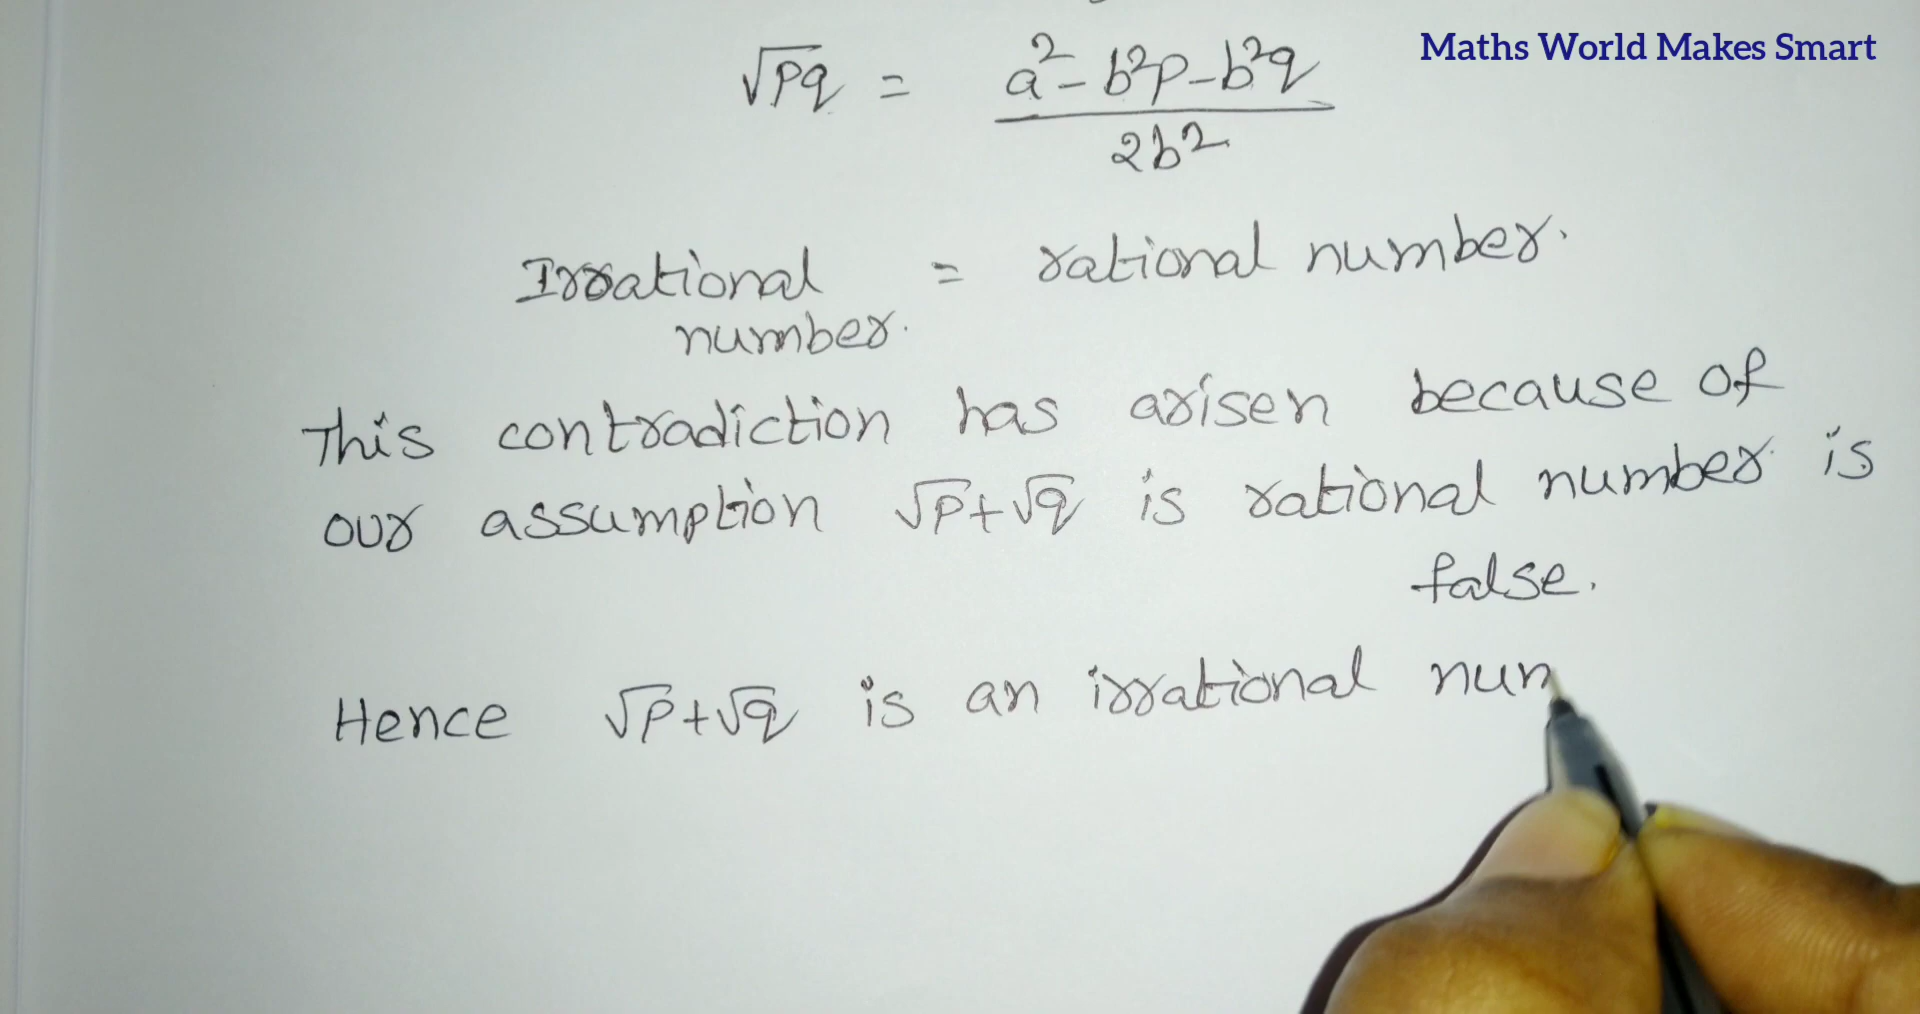 Maths World Makes Smart
√pq = (a² - b²p - b²q) / 2b²
Irrational = rational number.
number.
This contradiction has arisen because of
our assumption √p+√q is rational number is
false.
Hence √p+√q is an irrational num